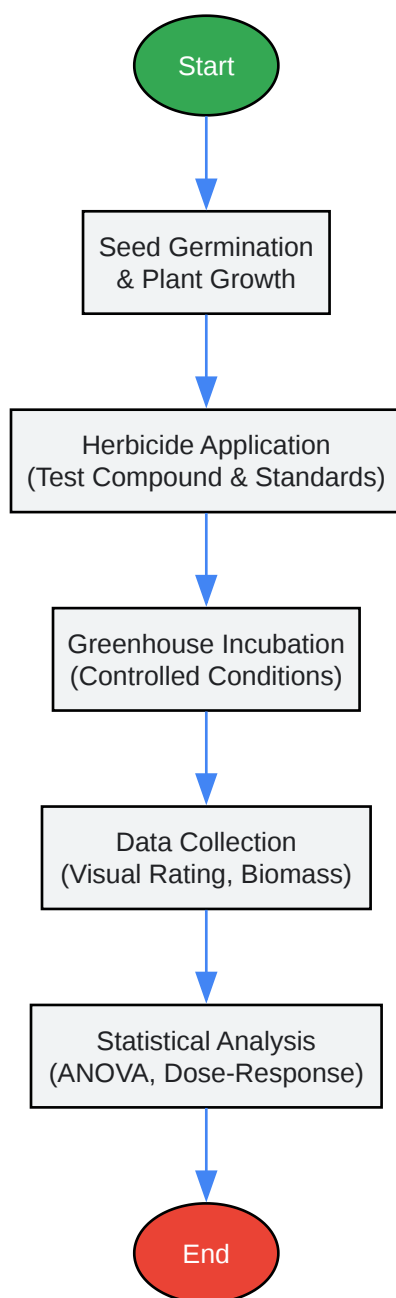 Start
Seed Germination
& Plant Growth
Herbicide Application
(Test Compound & Standards)
Greenhouse Incubation
(Controlled Conditions)
Data Collection
(Visual Rating, Biomass)
Statistical Analysis
(ANOVA, Dose-Response)
End